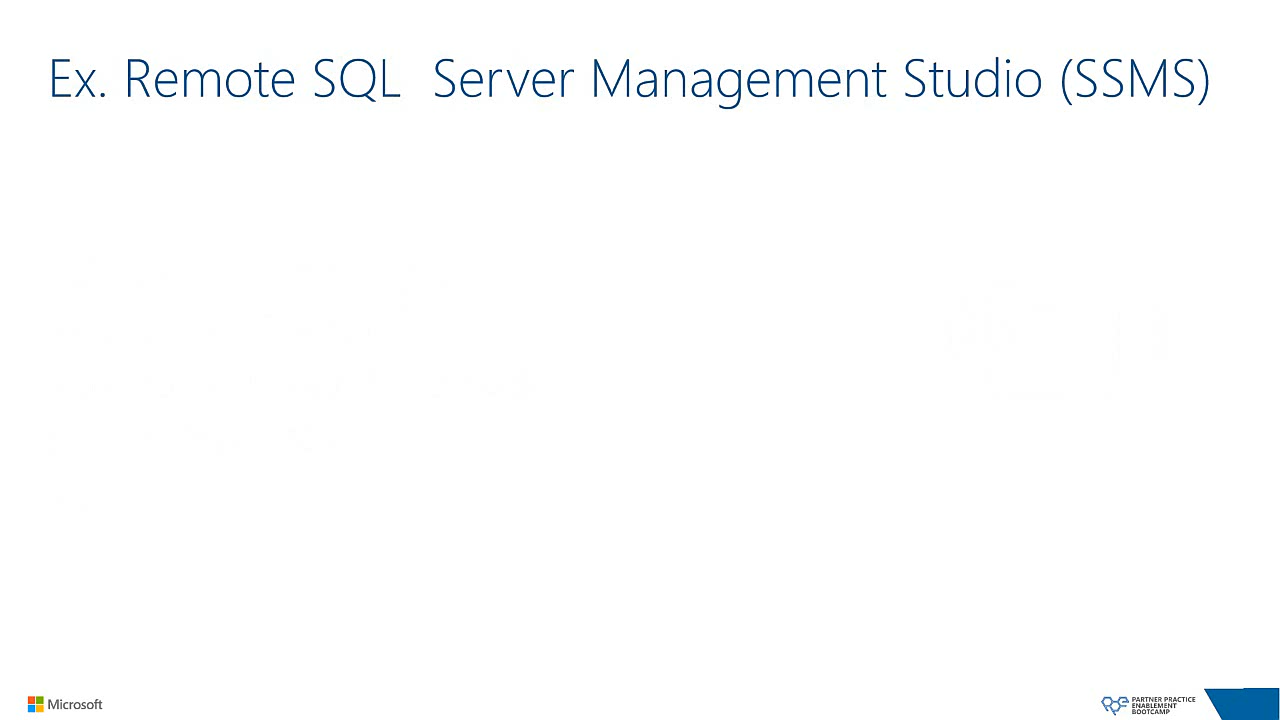 Ex. Remote SQL  Server Management Studio (SSMS)
Microsoft
PARTNER PRACTICE
ENABLEMENT
BOOTCAMP